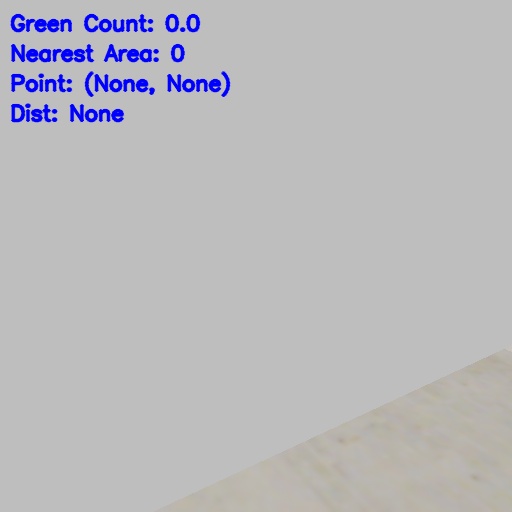 Green Count: 0.0
Nearest Area: 0
Point: (None, None)
Dist: None